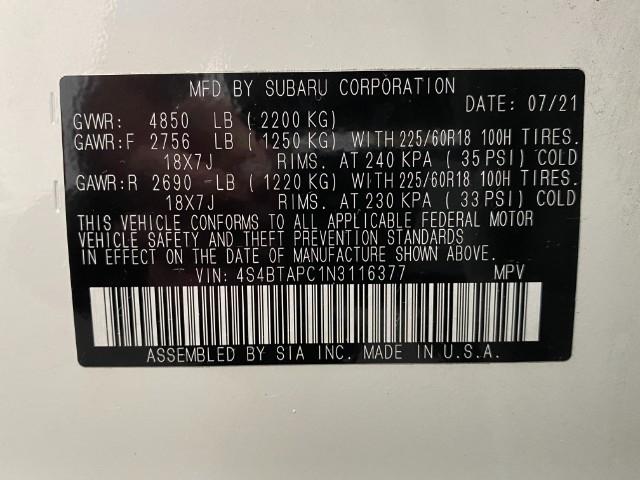 MFD BY SUBARU CORPORATION
DATE: 07/21
GVWR: 4850 LB (2200 KG)
GAWR:F 2756 LB (1250 KG) WITH 225/60R18 100H TIRES.
18X7J RIMS. AT 240 KPA (35 PSI) COLD
GAWR:R 2690 LB (1220 KG) WITH 225/60R18 100H TIRES.
18X7J RIMS. AT 230 KPA (33 PSI) COLD
THIS VEHICLE CONFORMS TO ALL APPLICABLE FEDERAL MOTOR
VEHICLE SAFETY AND THEFT PREVENTION STANDARDS
IN EFFECT ON THE DATE OF MANUFACTURE SHOWN ABOVE.
VIN: 4S4BTAPC1N3116377 MPV
ASSEMBLED BY SIA INC. MADE IN U.S.A.